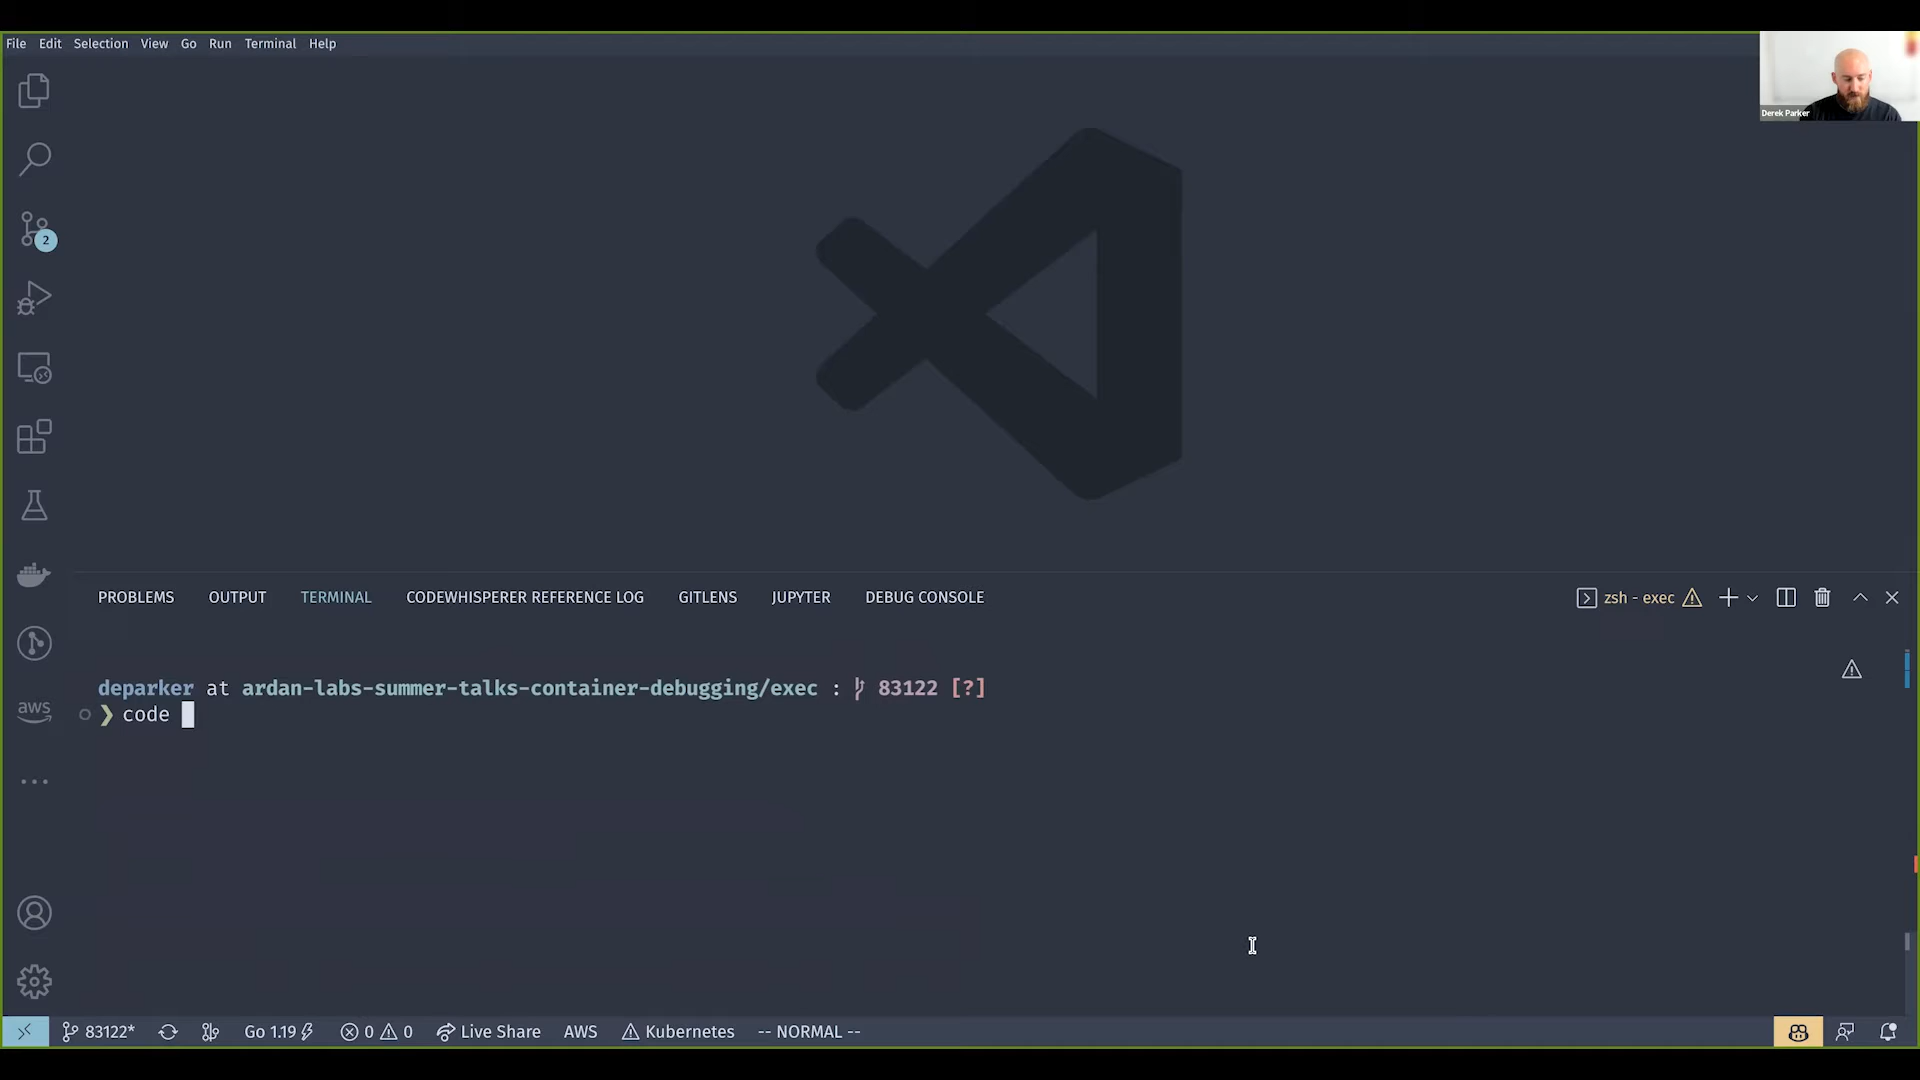 File Edit Selection View Go Run Terminal Help
Derek Parker
2
PROBLEMS OUTPUT TERMINAL CODEWHISPERER REFERENCE LOG GITLENS JUPYTER DEBUG CONSOLE zsh - exec
deparker at ardan-labs-summer-talks-container-debugging/exec : 83122 [?]
❯ code
aws
83122* Go 1.19 0 0 Live Share AWS Kubernetes -- NORMAL --